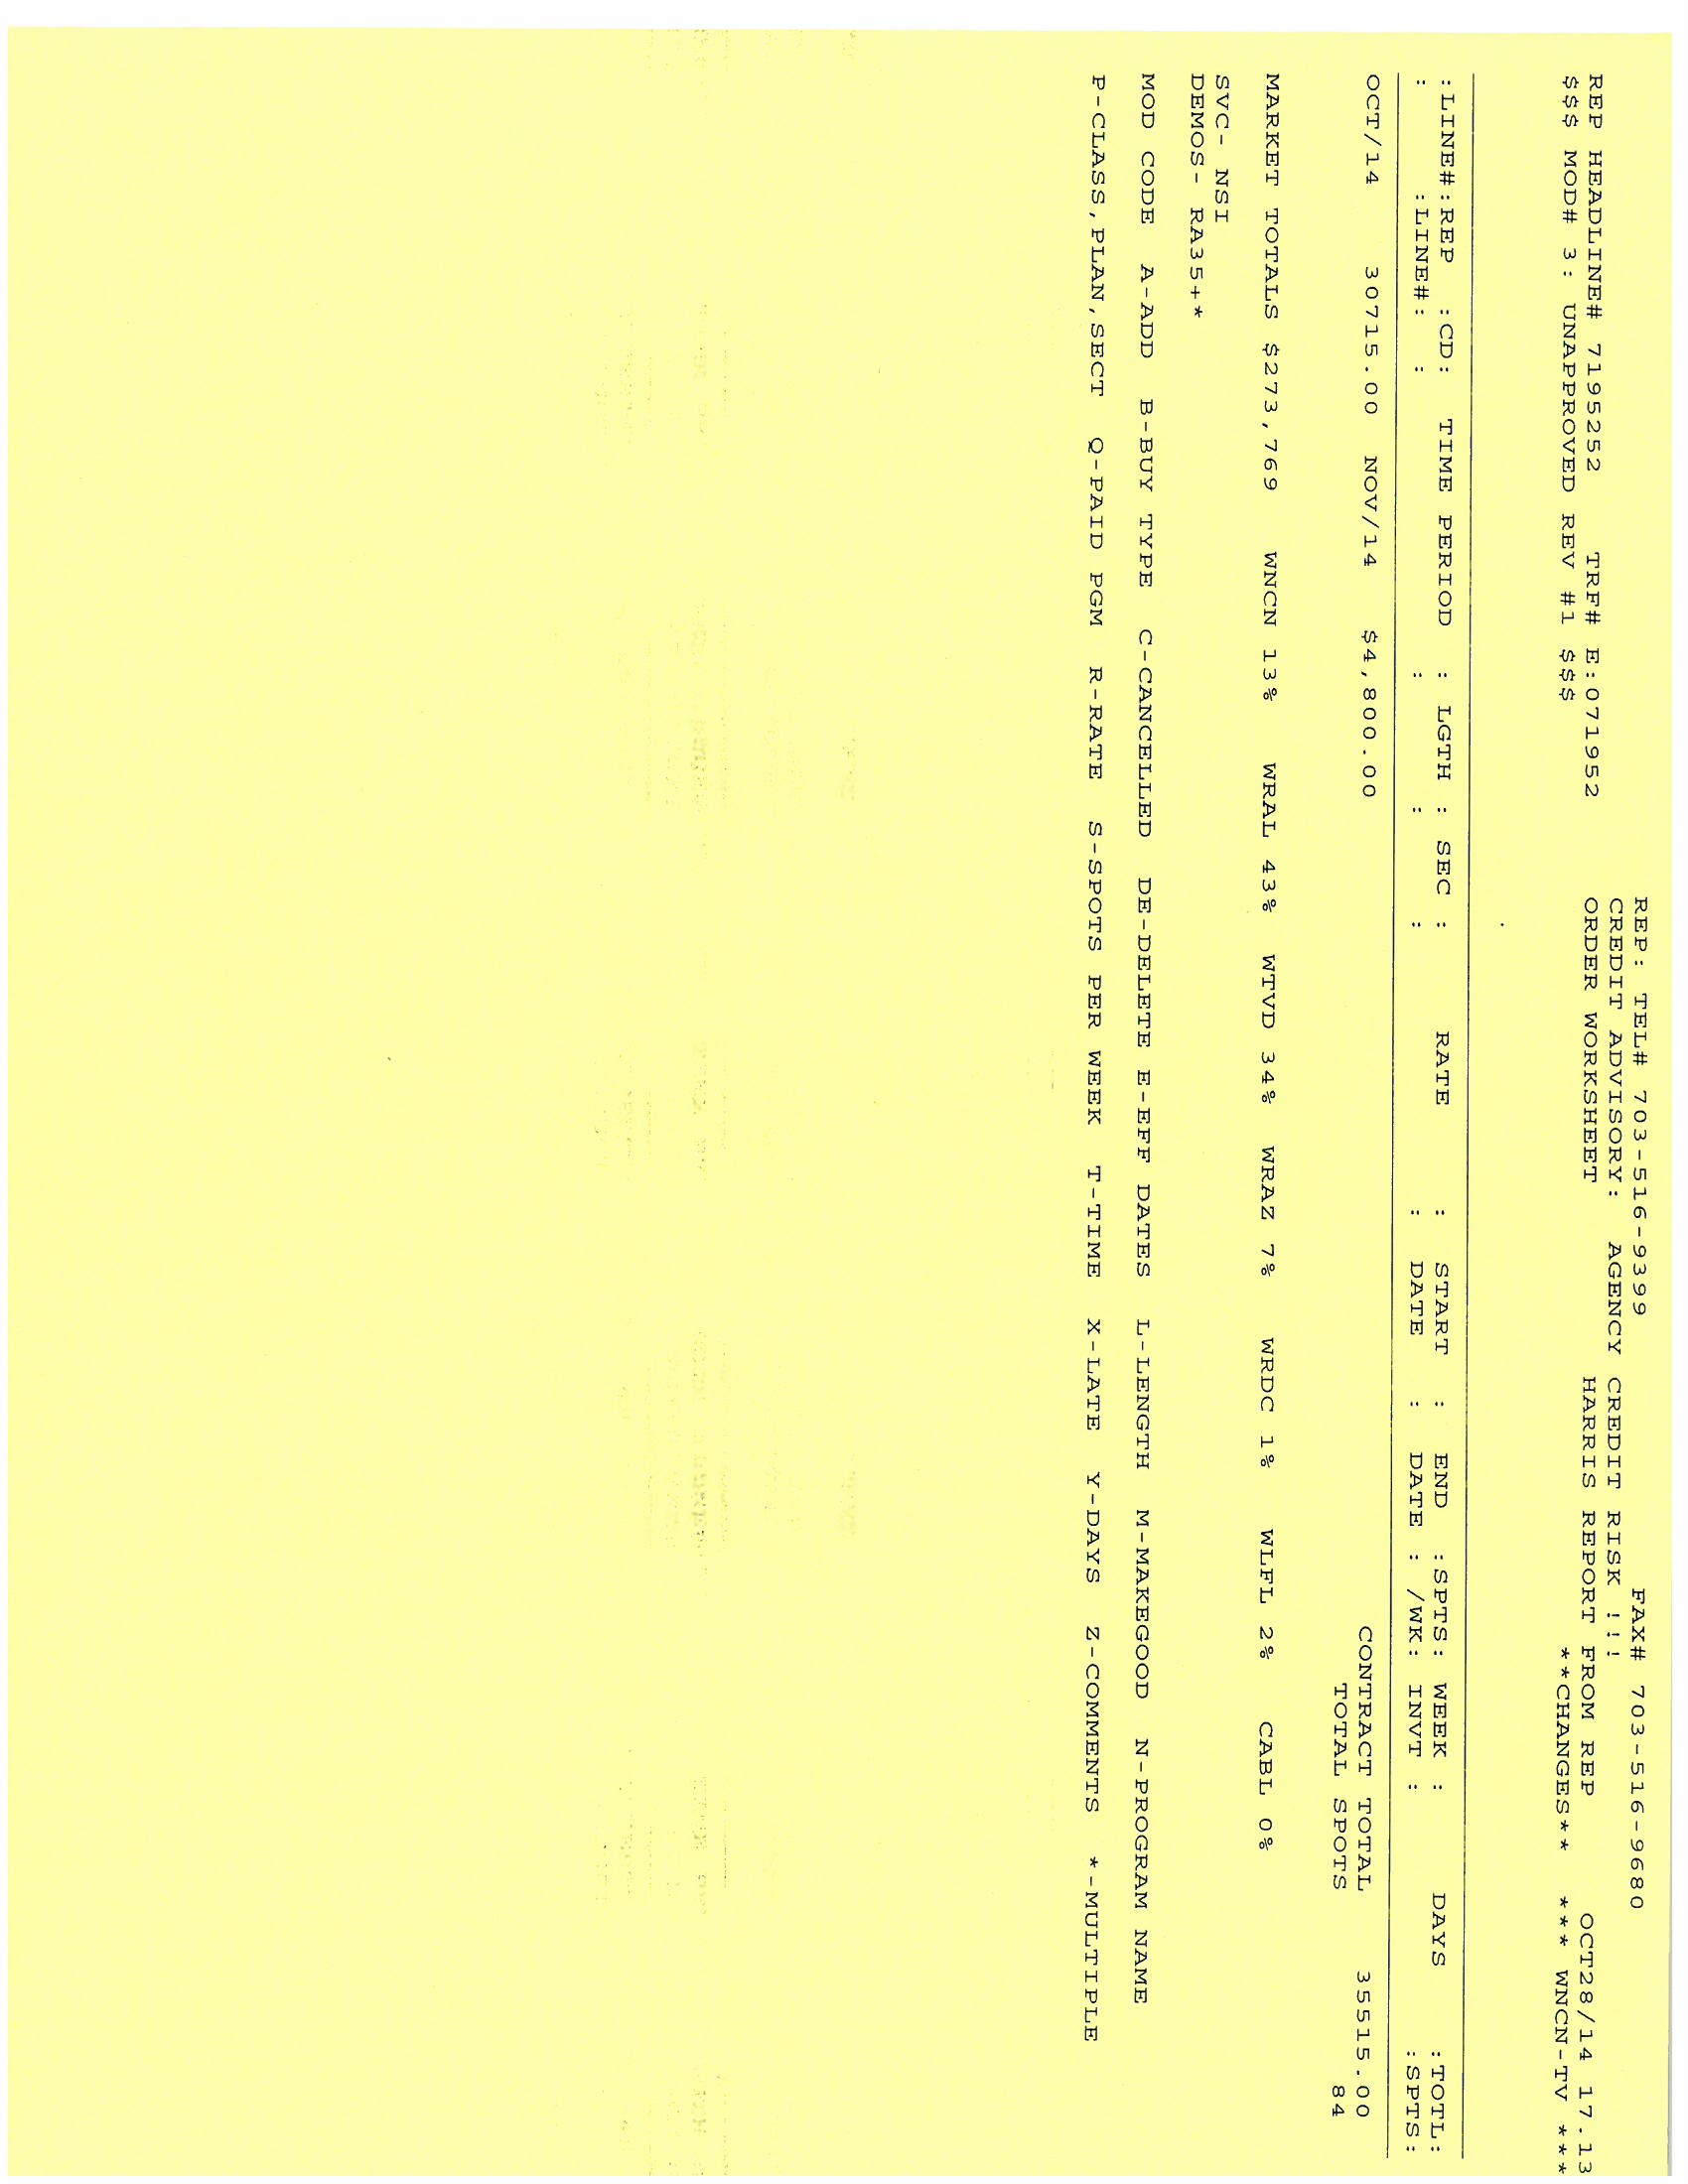 REP: TEL# 703-516-9399 FAX# 703-516-9680
CREDIT ADVISORY: AGENCY CREDIT RISK !!!
REP HEADLINE# 7195252 TRF# E:071952 ORDER WORKSHEET HARRIS REPORT FROM REP OCT28/14 17.13
$$$ MOD# 3: UNAPPROVED REV #1 $$$ **CHANGES** *** WNCN-TV ***
:LINE#:REP :CD: TIME PERIOD : LGTH : SEC : RATE : START : END :SPTS: WEEK : DAYS :TOTL:
: :LINE#: : : : : : DATE : DATE : /WK: INVT : :SPTS:
OCT/14 30715.00 NOV/14 $4,800.00 CONTRACT TOTAL 35515.00
TOTAL SPOTS 84
MARKET TOTALS $273,769 WNCN 13% WRAL 43% WTVD 34% WRAZ 7% WRDC 1% WLFL 2% CABL 0%
SVC- NSI
DEMOS- RA35+*
MOD CODE A-ADD B-BUY TYPE C-CANCELLED DE-DELETE E-EFF DATES L-LENGTH M-MAKEGOOD N-PROGRAM NAME
P-CLASS,PLAN,SECT Q-PAID PGM R-RATE S-SPOTS PER WEEK T-TIME X-LATE Y-DAYS Z-COMMENTS *-MULTIPLE